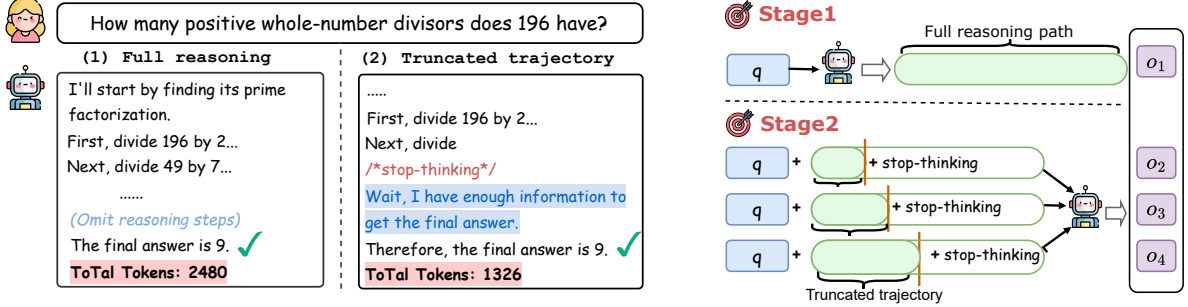 How many positive whole-number divisors does 196 have?
(1) Full reasoning
I'll start by finding its prime
factorization.
First, divide 196 by 2...
Next, divide 49 by 7...
......
(Omit reasoning steps)
The final answer is 9.
ToTal Tokens: 2480
(2) Truncated trajectory
.....
First, divide 196 by 2...
Next, divide
/*stop-thinking*/
Wait, I have enough information to
get the final answer.
Therefore, the final answer is 9.
ToTal Tokens: 1326
Stage1
Full reasoning path
q
o1
Stage2
q + + stop-thinking o2
q + + stop-thinking o3
q + + stop-thinking o4
Truncated trajectory